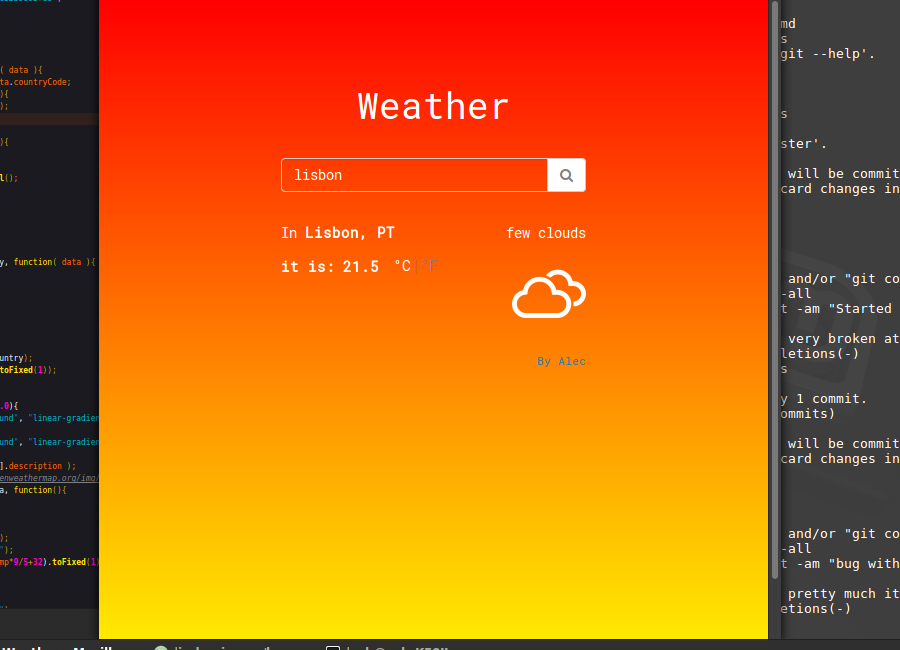 ( data ){
ta.countryCode;
){
);
){
l();
y, function( data ){
untry);
toFixed(1));
.0){
und", "linear-gradien
und", "linear-gradien
].description );
enweathermap.org/img/
a, function(){
);
");
mp*9/5+32).toFixed(1)
Weather
lisbon
In Lisbon, PT
few clouds
it is: 21.5 °C|°F
By Alec
md
s
git --help'.
s
ster'.
will be commit
card changes in
and/or "git co
-all
t -am "Started
very broken at
letions(-)
s
y 1 commit.
ommits)
will be commit
card changes in
and/or "git co
-all
t -am "bug with
pretty much it
etions(-)